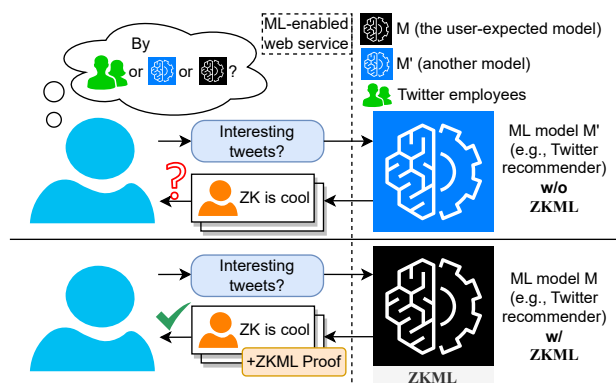 By
or or ?
ML-enabled
web service
M (the user-expected model)
M' (another model)
Twitter employees
Interesting
tweets?
?
ZK is cool
ML model M'
(e.g., Twitter
recommender)
w/o
ZKML
Interesting
tweets?
ZK is cool
+ZKML Proof
ML model M
(e.g., Twitter
recommender)
w/
ZKML
ZKML